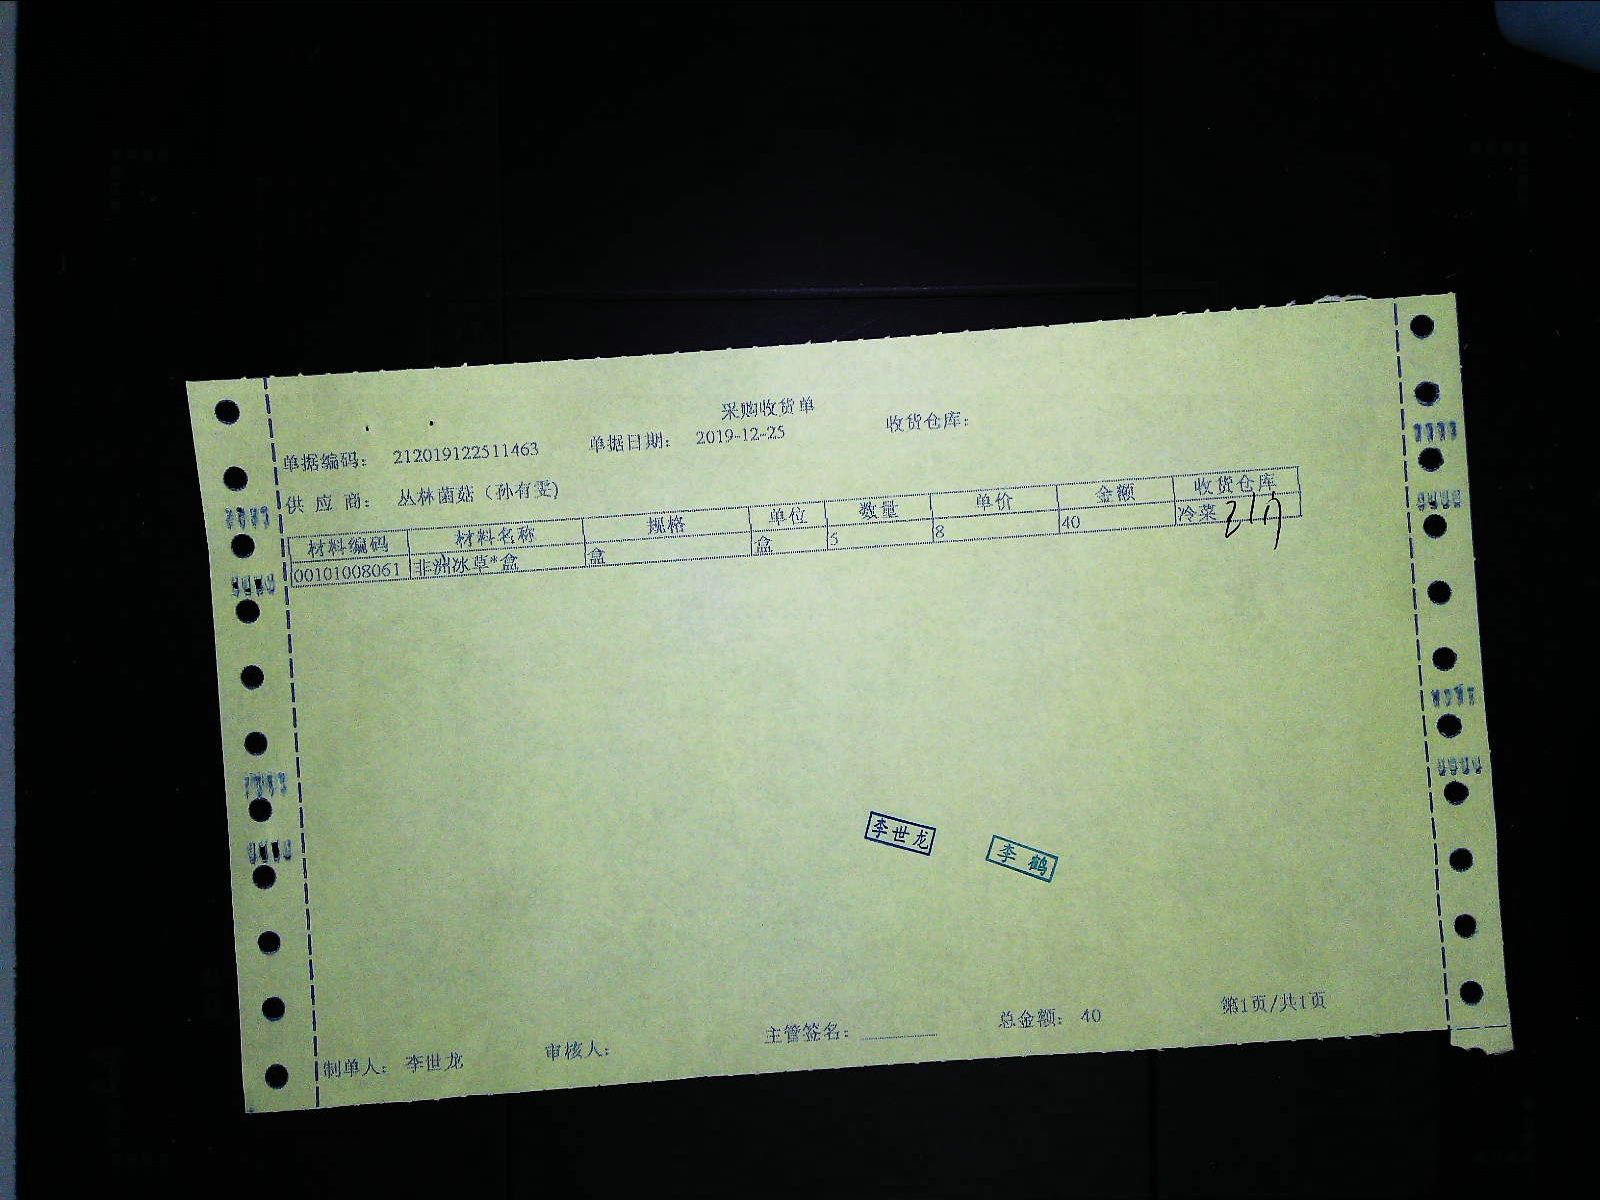 采购收货单
单据编码： 212019122511463 单据日期： 2019-12-25 收货仓库：
供 应 商： 丛林菌菇（孙有雯)
材料编码 材料名称 规格 单位 数量 单价 金额 收货仓库
00101008061 非洲冰草*盒 盒 盒 5 8 40 冷菜
李世龙
李鹤
制单人： 李世龙 审核人： 主管签名： 总金额： 40 第1页/共1页